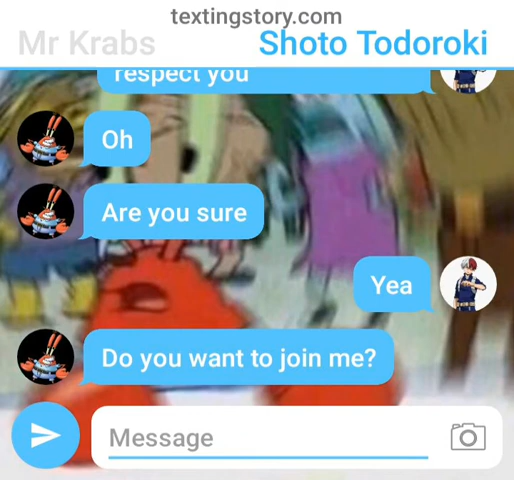 textingstory.com
Mr Krabs Shoto Todoroki
respect you
Oh
Are you sure
Yea
Do you want to join me?
Message